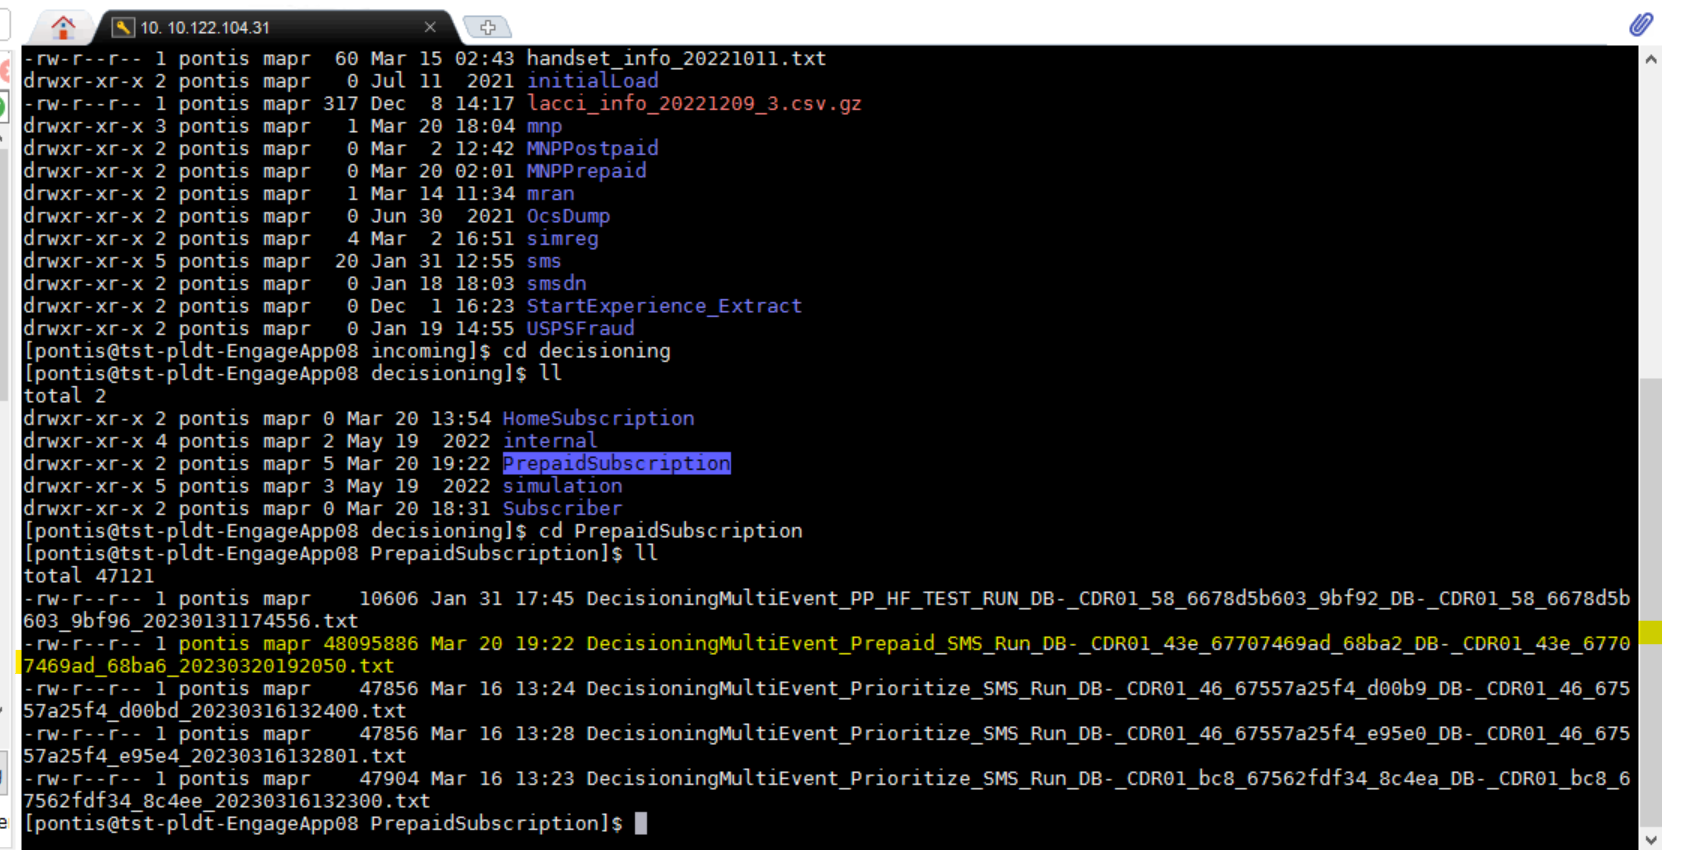 10. 10.122.104.31
-rw-r--r-- 1 pontis mapr  60 Mar 15 02:43 handset_info_20221011.txt
drwxr-xr-x 2 pontis mapr   0 Jul 11  2021 initialLoad
-rw-r--r-- 1 pontis mapr 317 Dec  8 14:17 lacci_info_20221209_3.csv.gz
drwxr-xr-x 3 pontis mapr   1 Mar 20 18:04 mnp
drwxr-xr-x 2 pontis mapr   0 Mar  2 12:42 MNPPostpaid
drwxr-xr-x 2 pontis mapr   0 Mar 20 02:01 MNPPrepaid
drwxr-xr-x 2 pontis mapr   1 Mar 14 11:34 mran
drwxr-xr-x 2 pontis mapr   0 Jun 30  2021 OcsDump
drwxr-xr-x 2 pontis mapr   4 Mar  2 16:51 simreg
drwxr-xr-x 5 pontis mapr  20 Jan 31 12:55 sms
drwxr-xr-x 2 pontis mapr   0 Jan 18 18:03 smsdn
drwxr-xr-x 2 pontis mapr   0 Dec  1 16:23 StartExperience_Extract
drwxr-xr-x 2 pontis mapr   0 Jan 19 14:55 USPSFraud
[pontis@tst-pldt-EngageApp08 incoming]$ cd decisioning
[pontis@tst-pldt-EngageApp08 decisioning]$ ll
total 2
drwxr-xr-x 2 pontis mapr 0 Mar 20 13:54 HomeSubscription
drwxr-xr-x 4 pontis mapr 2 May 19  2022 internal
drwxr-xr-x 2 pontis mapr 5 Mar 20 19:22 PrepaidSubscription
drwxr-xr-x 5 pontis mapr 3 May 19  2022 simulation
drwxr-xr-x 2 pontis mapr 0 Mar 20 18:31 Subscriber
[pontis@tst-pldt-EngageApp08 decisioning]$ cd PrepaidSubscription
[pontis@tst-pldt-EngageApp08 PrepaidSubscription]$ ll
total 47121
-rw-r--r-- 1 pontis mapr    10606 Jan 31 17:45 DecisioningMultiEvent_PP_HF_TEST_RUN_DB-_CDR01_58_6678d5b603_9bf92_DB-_CDR01_58_6678d5b
603_9bf96_20230131174556.txt
-rw-r--r-- 1 pontis mapr 48095886 Mar 20 19:22 DecisioningMultiEvent_Prepaid_SMS_Run_DB-_CDR01_43e_67707469ad_68ba2_DB-_CDR01_43e_6770
7469ad_68ba6_20230320192050.txt
-rw-r--r-- 1 pontis mapr    47856 Mar 16 13:24 DecisioningMultiEvent_Prioritize_SMS_Run_DB-_CDR01_46_67557a25f4_d00b9_DB-_CDR01_46_675
57a25f4_d00bd_20230316132400.txt
-rw-r--r-- 1 pontis mapr    47856 Mar 16 13:28 DecisioningMultiEvent_Prioritize_SMS_Run_DB-_CDR01_46_67557a25f4_e95e0_DB-_CDR01_46_675
57a25f4_e95e4_20230316132801.txt
-rw-r--r-- 1 pontis mapr    47904 Mar 16 13:23 DecisioningMultiEvent_Prioritize_SMS_Run_DB-_CDR01_bc8_67562fdf34_8c4ea_DB-_CDR01_bc8_6
7562fdf34_8c4ee_20230316132300.txt
[pontis@tst-pldt-EngageApp08 PrepaidSubscription]$